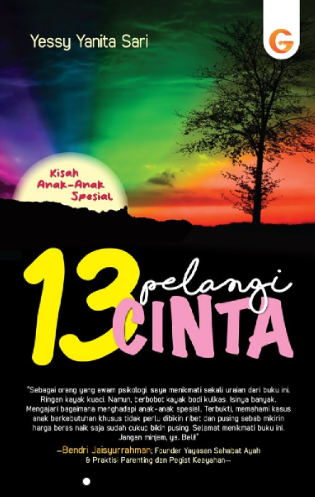 Yessy Yanita Sari
G
Kisah
Anak-Anak
Spesial
13 pelangi
CINTA
"Sebagai orang yang awam psikologi, saya menikmati sekali uraian dari buku ini.
Ringan kayak kuaci. Namun, berbobot kayak bodi kulkas. Isinya banyak.
Mengajari bagaimana menghadapi anak-anak spesial. Terbukti, memahami kasus
anak berkebutuhan khusus tidak perlu dibikin ribet dan pusing sebab mikirin
harga beras naik saja sudah cukup bikin pusing. Selamat menikmati buku ini.
Jangan minjem, ya. Beli!"
—Bendri Jaisyurrahman; Founder Yayasan Sahabat Ayah
& Praktisi Parenting dan Pegiat Keayahan—